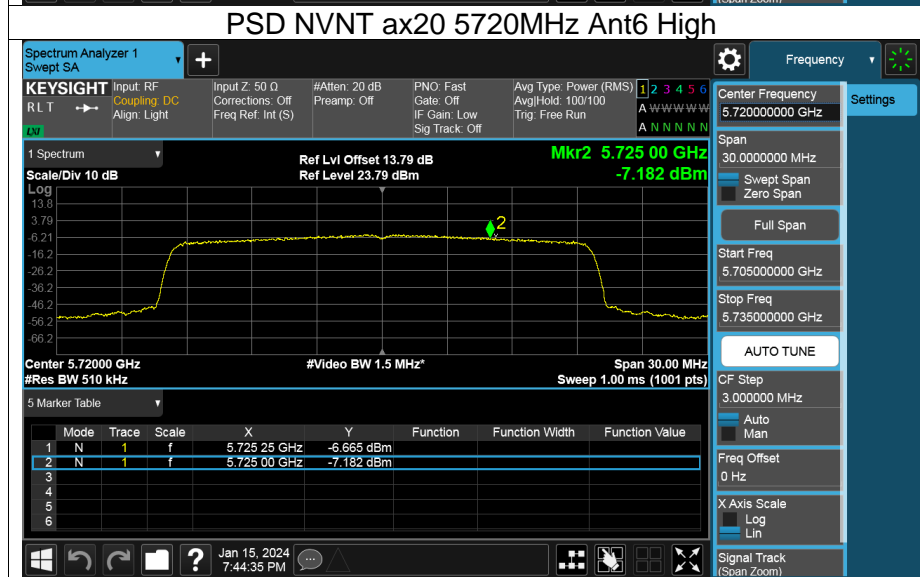 (Span Zoom)
PSD NVNT ax20 5720MHz Ant6 High
Spectrum Analyzer 1
Swept SA
+
Frequency
KEYSIGHT
RLT
LXI
Input: RF
Coupling: DC
Align: Light
Input Z: 50 Ω
Corrections: Off
Freq Ref: Int (S)
#Atten: 20 dB
Preamp: Off
PNO: Fast
Gate: Off
IF Gain: Low
Sig Track: Off
Avg Type: Power (RMS)
Avg|Hold: 100/100
Trig: Free Run
1 2 3 4 5 6
A W W W W W
A N N N N N
Center Frequency
5.720000000 GHz
Settings
1 Spectrum
Scale/Div 10 dB
Ref Lvl Offset 13.79 dB
Ref Level 23.79 dBm
Mkr2 5.725 00 GHz
-7.182 dBm
Log
13.8
3.79
-6.21
-16.2
-26.2
-36.2
-46.2
-56.2
-66.2
2
Center 5.72000 GHz
#Res BW 510 kHz
#Video BW 1.5 MHz*
Span 30.00 MHz
Sweep 1.00 ms (1001 pts)
Span
30.0000000 MHz
Swept Span
Zero Span
Full Span
Start Freq
5.705000000 GHz
Stop Freq
5.735000000 GHz
AUTO TUNE
CF Step
3.000000 MHz
Auto
Man
Freq Offset
0 Hz
X Axis Scale
Log
Lin
Signal Track
(Span Zoom)
5 Marker Table
Mode Trace Scale X Y Function Function Width Function Value
1 N 1 f 5.725 25 GHz -6.665 dBm
2 N 1 f 5.725 00 GHz -7.182 dBm
3
4
5
6
?
Jan 15, 2024
7:44:35 PM